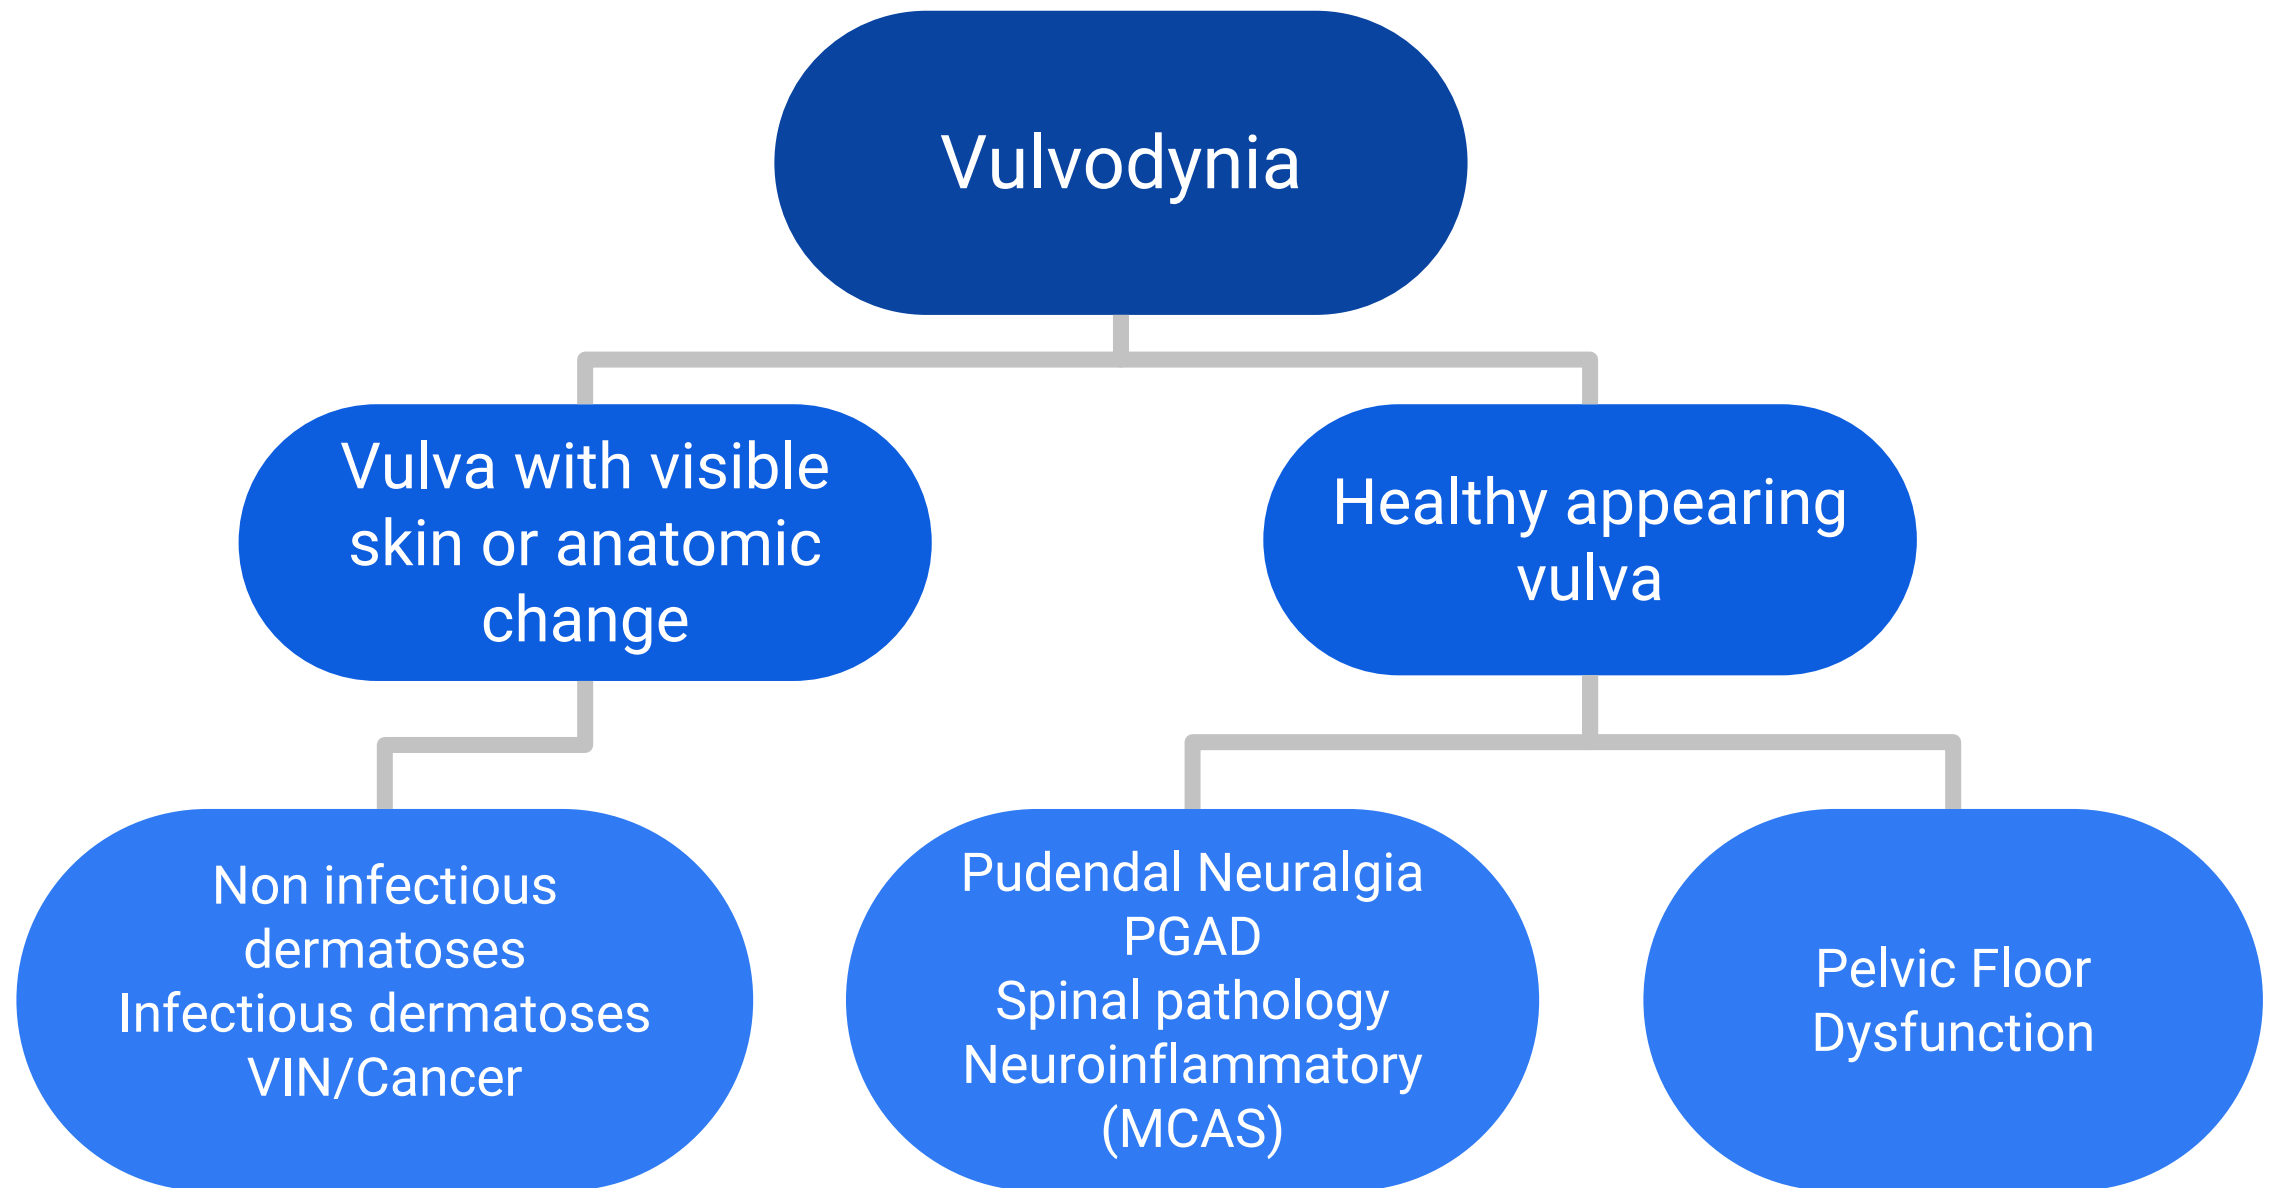 Vulvodynia
Vulva with visible
skin or anatomic
change
Healthy appearing
vulva
Non infectious
dermatoses
Infectious dermatoses
VIN/Cancer
Pudendal Neuralgia
PGAD
Spinal pathology
Neuroinflammatory
(MCAS)
Pelvic Floor
Dysfunction